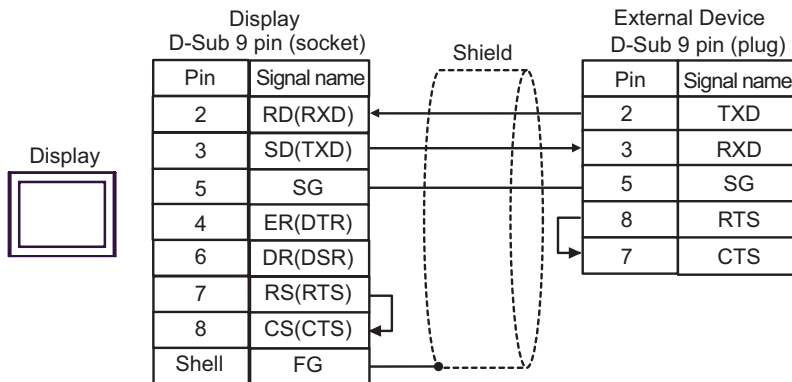 Display
D-Sub 9 pin (socket)
External Device
D-Sub 9 pin (plug)
Shield
Display
Pin Signal name
2 RD(RXD)
3 SD(TXD)
5 SG
4 ER(DTR)
6 DR(DSR)
7 RS(RTS)
8 CS(CTS)
Shell FG
Pin Signal name
2 TXD
3 RXD
5 SG
8 RTS
7 CTS